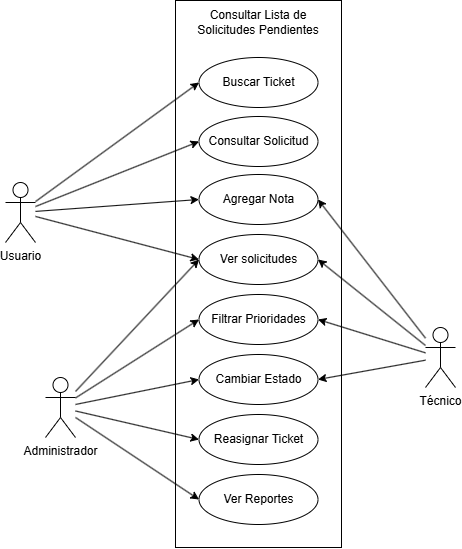 Consultar Lista de
Solicitudes Pendientes
Buscar Ticket
Consultar Solicitud
Agregar Nota
Usuario
Ver solicitudes
Filtrar Prioridades
Cambiar Estado
Técnico
Administrador
Reasignar Ticket
Ver Reportes